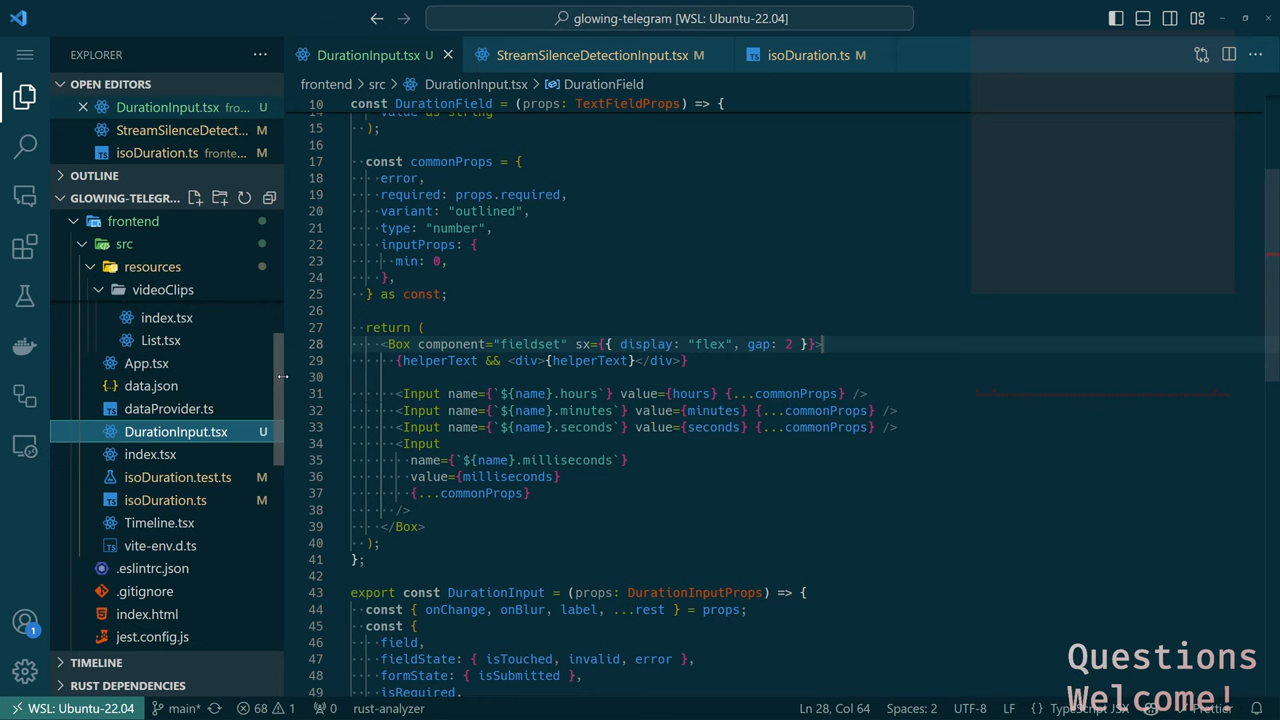 glowing-telegram [WSL: Ubuntu-22.04]
EXPLORER
OPEN EDITORS
DurationInput.tsx fro... U
StreamSilenceDetect... M
isoDuration.ts fronte... M
OUTLINE
GLOWING-TELEGR...
frontend
src
resources
videoClips
index.tsx
List.tsx
App.tsx
data.json
dataProvider.ts
DurationInput.tsx U
index.tsx
isoDuration.test.ts M
isoDuration.ts M
Timeline.tsx
vite-env.d.ts
.eslintrc.json
.gitignore
index.html
jest.config.js
TIMELINE
RUST DEPENDENCIES
1
DurationInput.tsx U
StreamSilenceDetectionInput.tsx M
isoDuration.ts M
frontend > src > DurationInput.tsx > DurationField
10 const DurationField = (props: TextFieldProps) => {
14 value as string
15 );
16
17 const commonProps = {
18 error,
19 required: props.required,
20 variant: "outlined",
21 type: "number",
22 inputProps: {
23 min: 0,
24 },
25 } as const;
26
27 return (
28 <Box component="fieldset" sx={{ display: "flex", gap: 2 }}>
29 {helperText && <div>{helperText}</div>}
30
31 <Input name={`${name}.hours`} value={hours} {...commonProps} />
32 <Input name={`${name}.minutes`} value={minutes} {...commonProps} />
33 <Input name={`${name}.seconds`} value={seconds} {...commonProps} />
34 <Input
35 name={`${name}.milliseconds`}
36 value={milliseconds}
37 {...commonProps}
38 />
39 </Box>
40 );
41 };
42
43 export const DurationInput = (props: DurationInputProps) => {
44 const { onChange, onBlur, label, ...rest } = props;
45 const {
46 field,
47 fieldState: { isTouched, invalid, error },
48 formState: { isSubmitted },
49 isRequired,
Questions
Welcome!
WSL: Ubuntu-22.04
main*
68 1
0
rust-analyzer
Ln 28, Col 64
Spaces: 2
UTF-8
LF
TypeScript JSX
Prettier